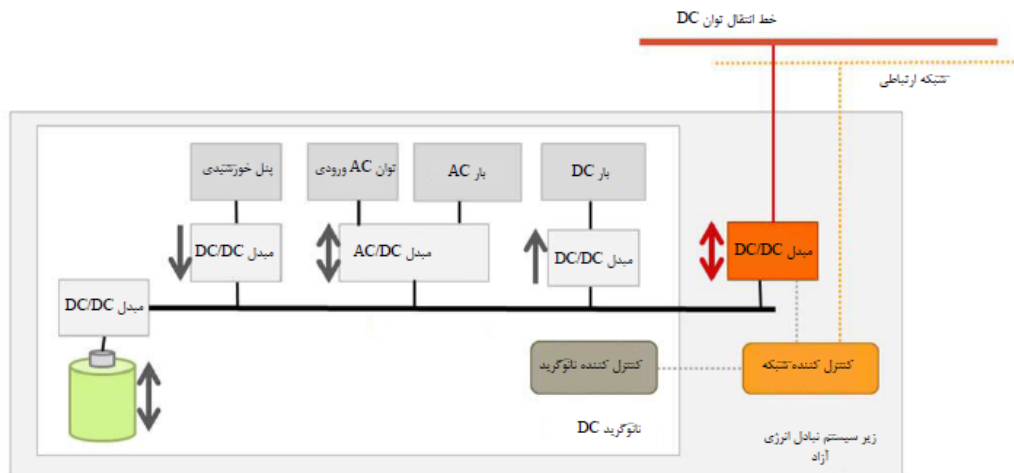 خط انتقال توان DC
شبکه ارتباطی
پنل خورشیدی
توان AC ورودی
بار AC
بار DC
مبدل DC/DC
مبدل AC/DC
مبدل DC/DC
مبدل DC/DC
مبدل DC/DC
کنترل کننده نانوگرید
کنترل کننده شبکه
نانوگرید DC
زیر سیستم تبادل انرژی
آزاد